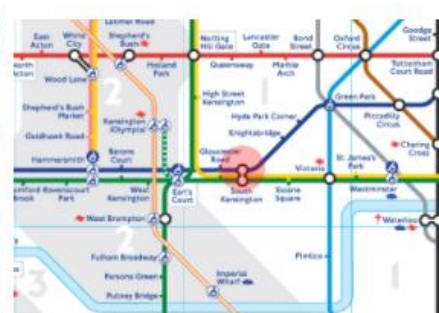 Latimer Road
Goodge
Street
East
Acton
White
City
Shepherd's
Bush
Notting
Hill Gate
Lancaster
Gate
Bond
Street
Oxford
Circus
North
Acton
Holland
Park
Queensway
Marble
Arch
Tottenham
Court Road
Wood Lane
2
1
High Street
Kensington
Green Park
Shepherd's Bush
Market
Kensington
(Olympia)
Hyde Park Corner
Goldhawk Road
Knightsbridge
Piccadilly
Circus
Hammersmith
Barons
Court
Gloucester
Road
Victoria
St. James's
Park
Charing
Cross
Ravenscourt
Park
West
Kensington
Earl's
Court
South
Kensington
Sloane
Square
Westminster
West Brompton
Waterloo
2
Fulham Broadway
Pimlico
Parsons Green
Imperial
Wharf
1
3
Putney Bridge